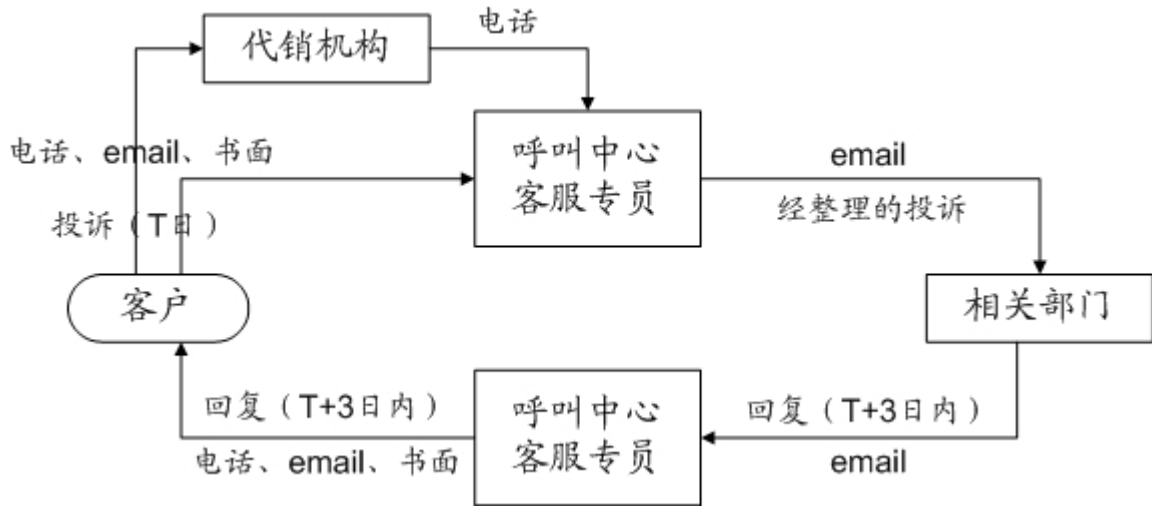 电话
代销机构
呼叫中心
客服专员
电话、email、书面
email
经整理的投诉
投诉（T日）
客户
相关部门
回复（T+3日内）
电话、email、书面
呼叫中心
客服专员
回复（T+3日内）
email